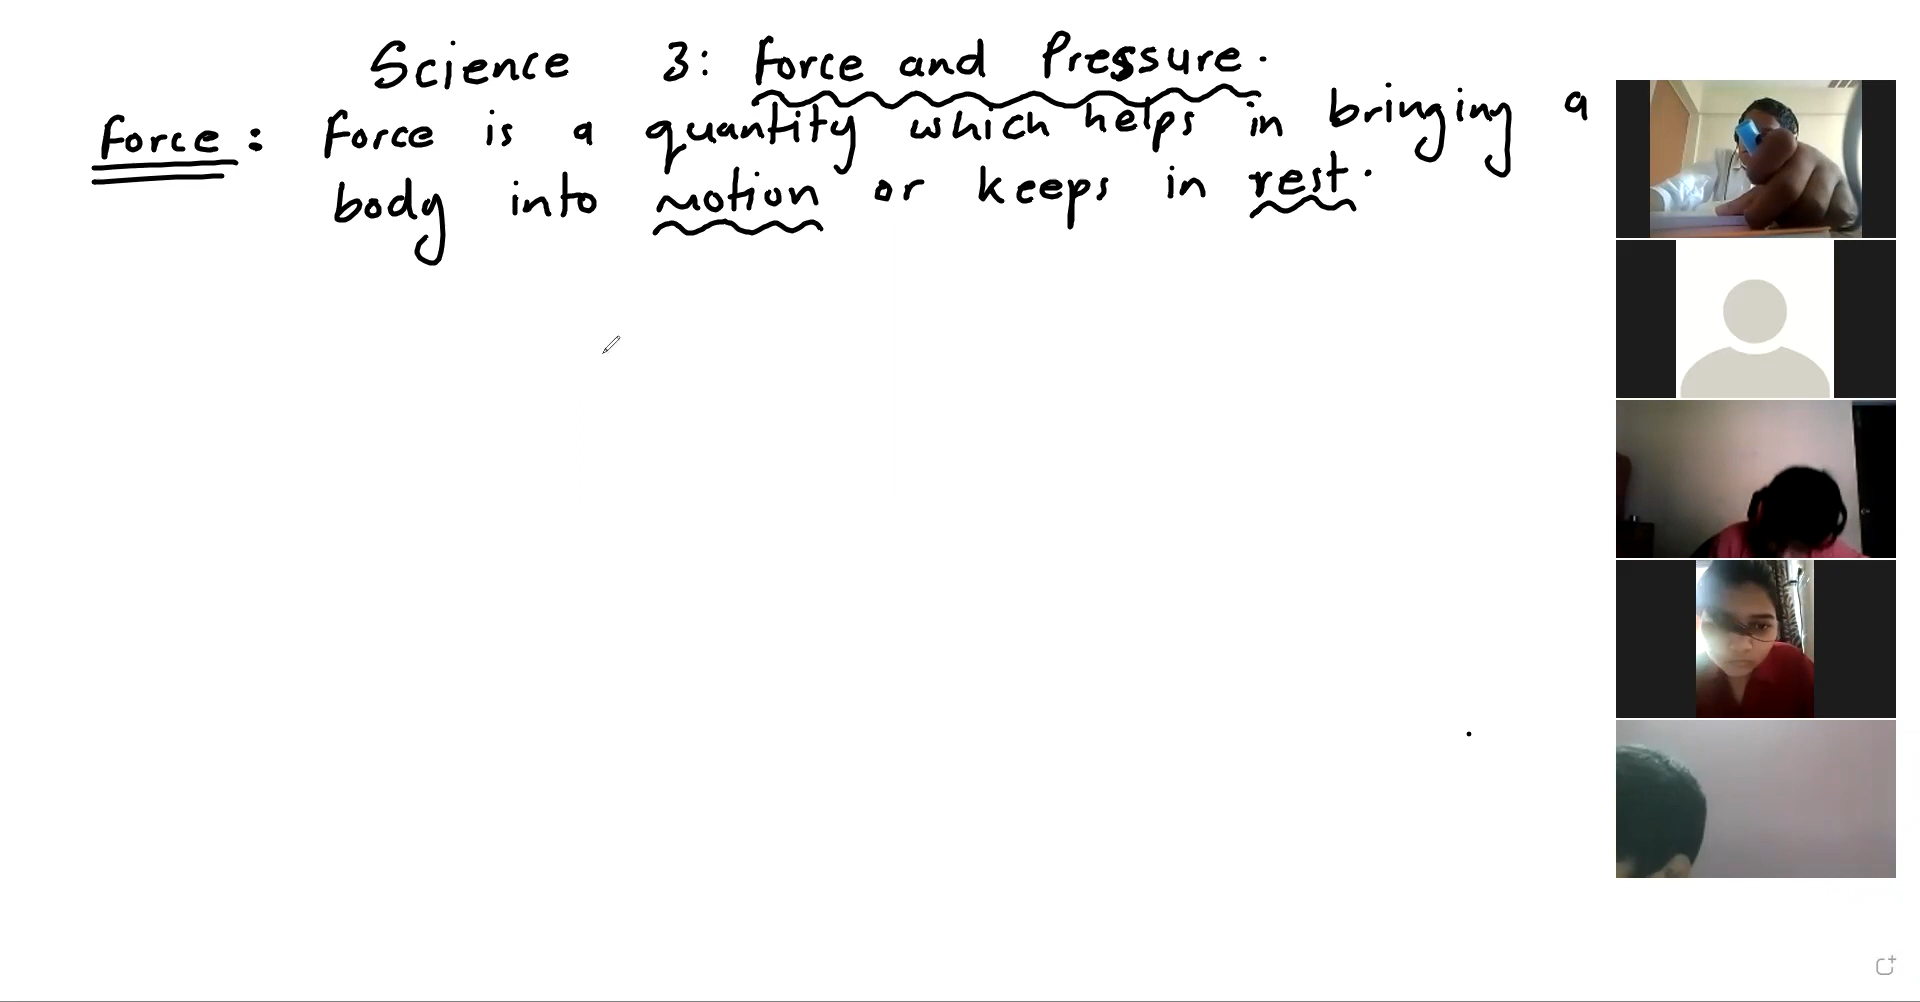 Science 3: Force and Pressure.
Force : Force is a quantity which helps in bringing a
body into motion or keeps in rest.